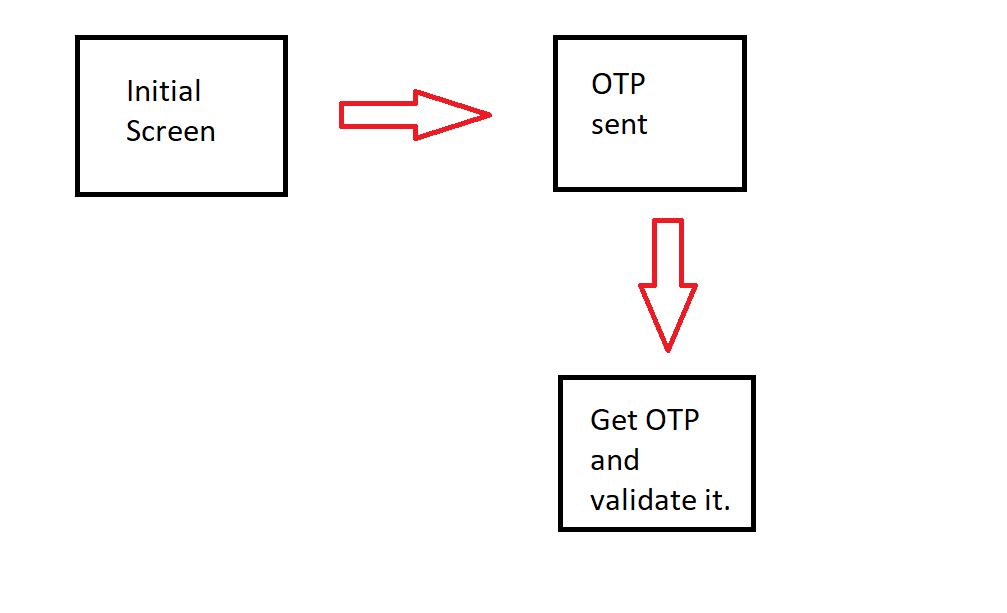 Initial
Screen
OTP
sent
Get OTP
and
validate it.